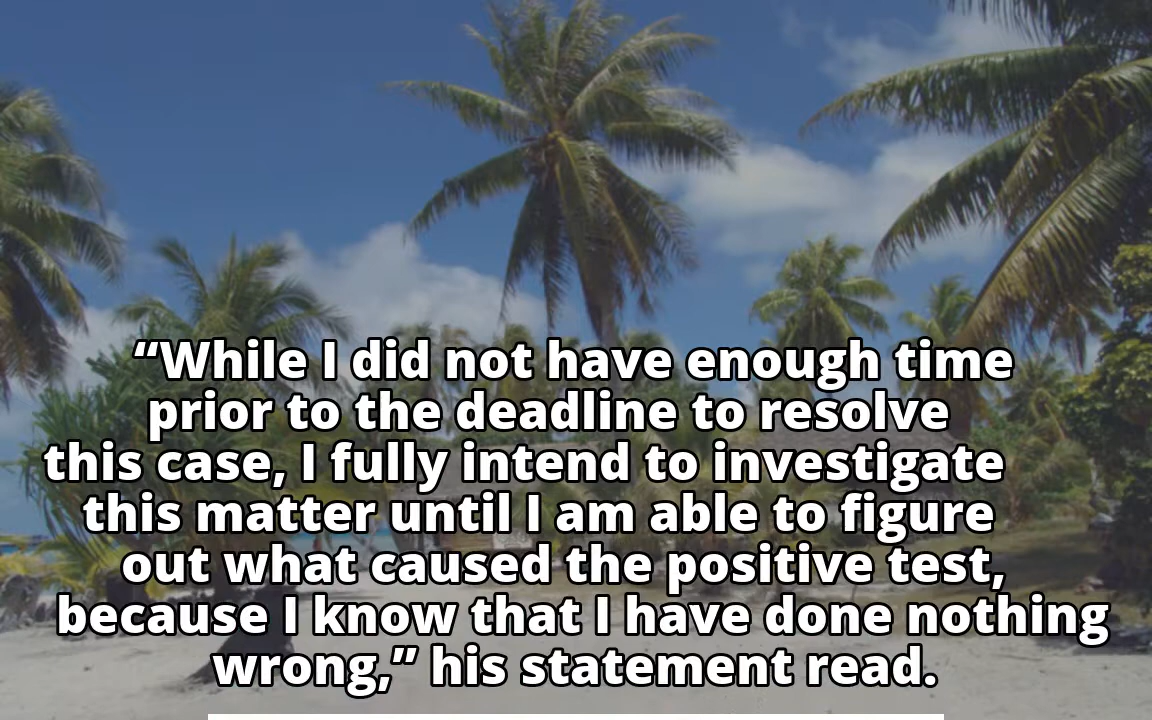 “While I did not have enough time
prior to the deadline to resolve
this case, I fully intend to investigate
this matter until I am able to figure
out what caused the positive test,
because I know that I have done nothing
wrong,” his statement read.